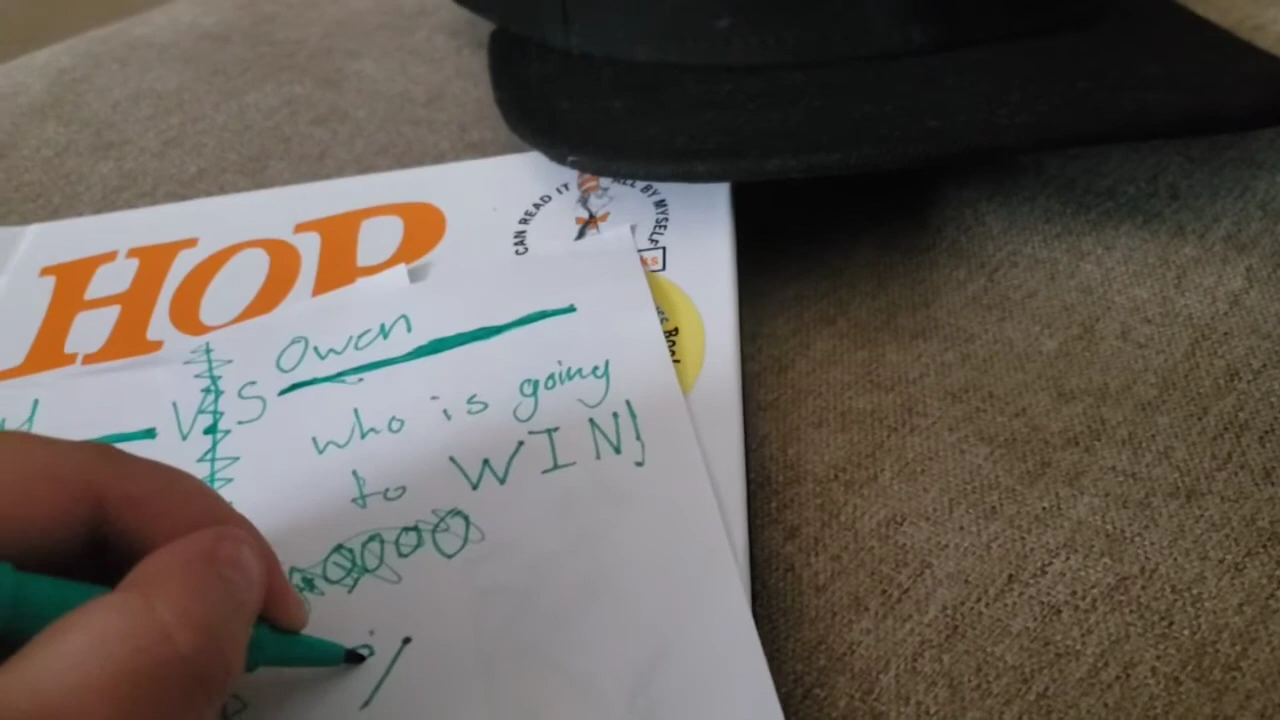 CAN READ IT ALL BY MYSELF
HOP
Owen
VS
who is going
to WIN}